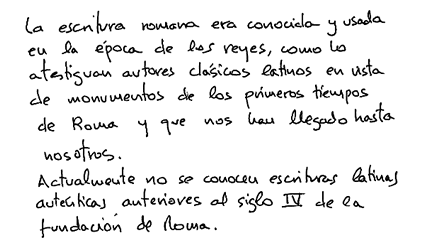 La escritura romana era conocida y usada
en la época de los reyes, como lo
atestiguan autores clásicos latinos en vista
de monumentos de los primeros tiempos
de Roma y que nos han llegado hasta
nosotros.
Actualmente no se conocen escrituras latinas
auténticas anteriores al siglo IV de la
fundación de Roma.